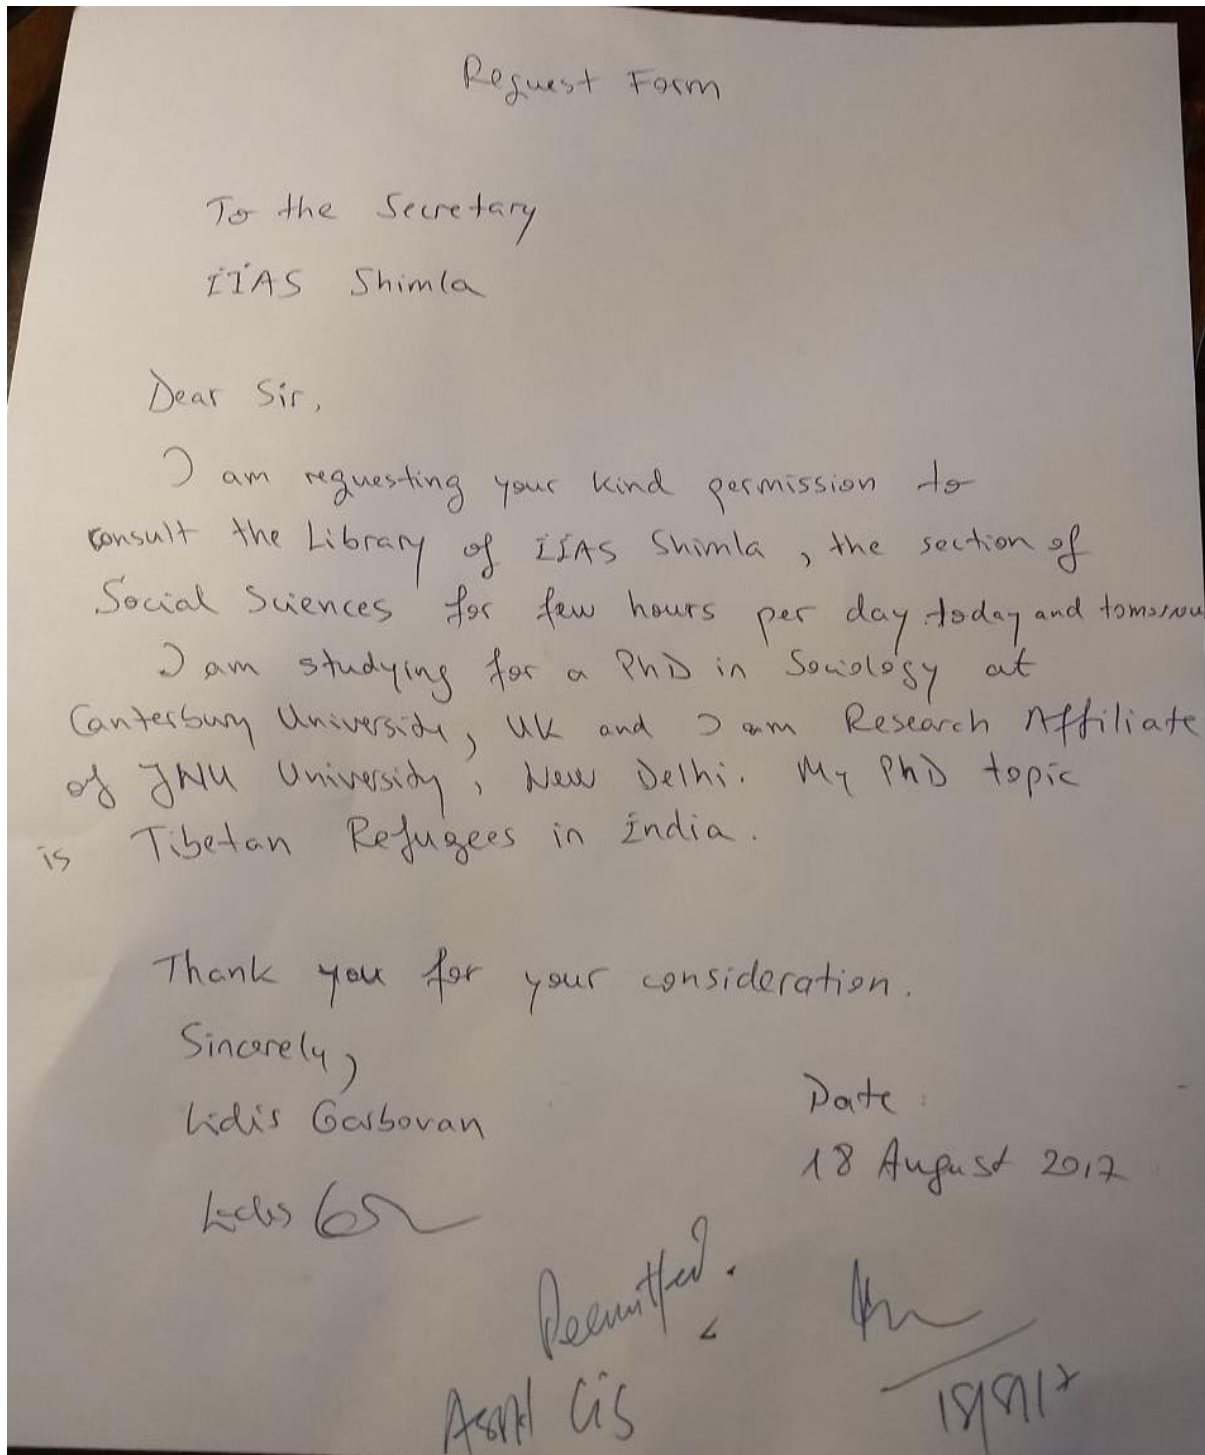 Request Form
To the Secretary
IIAS Shimla
Dear Sir,
I am requesting your kind permission to
consult the Library of IIAS Shimla, the section of
Social Sciences for few hours per day today and tomorrow
I am studying for a PhD in Sociology at
Canterbury University, UK and I am Research Affiliate
of JNU University, New Delhi. My PhD topic
is Tibetan Refugees in India.
Thank you for your consideration.
Sincerely,
Lidis Garbovan
Date:
18 August 2017
Permitted.
18/8/17